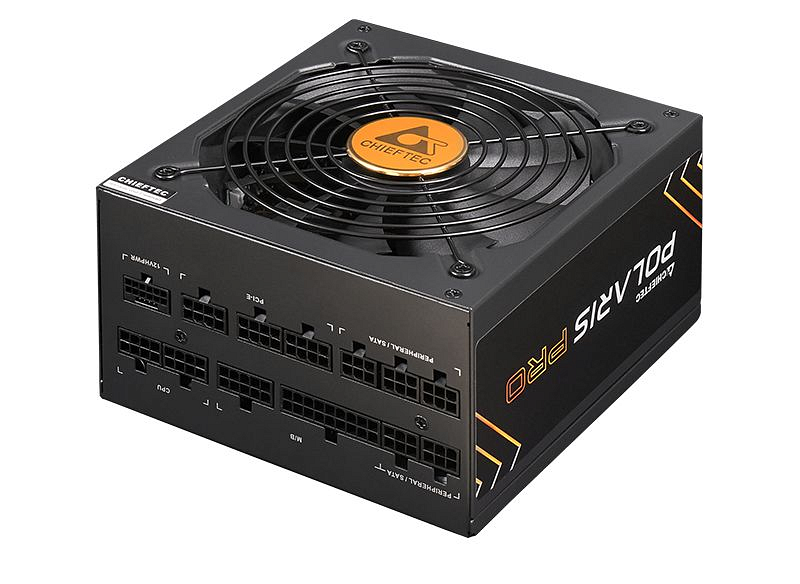 CHIEFTEC
CHIEFTEC
12VHPWR
PCI-E
PERIPHERAL / SATA
CPU
M/B
PERIPHERAL / SATA
CHIEFTEC
POLARIS PRO